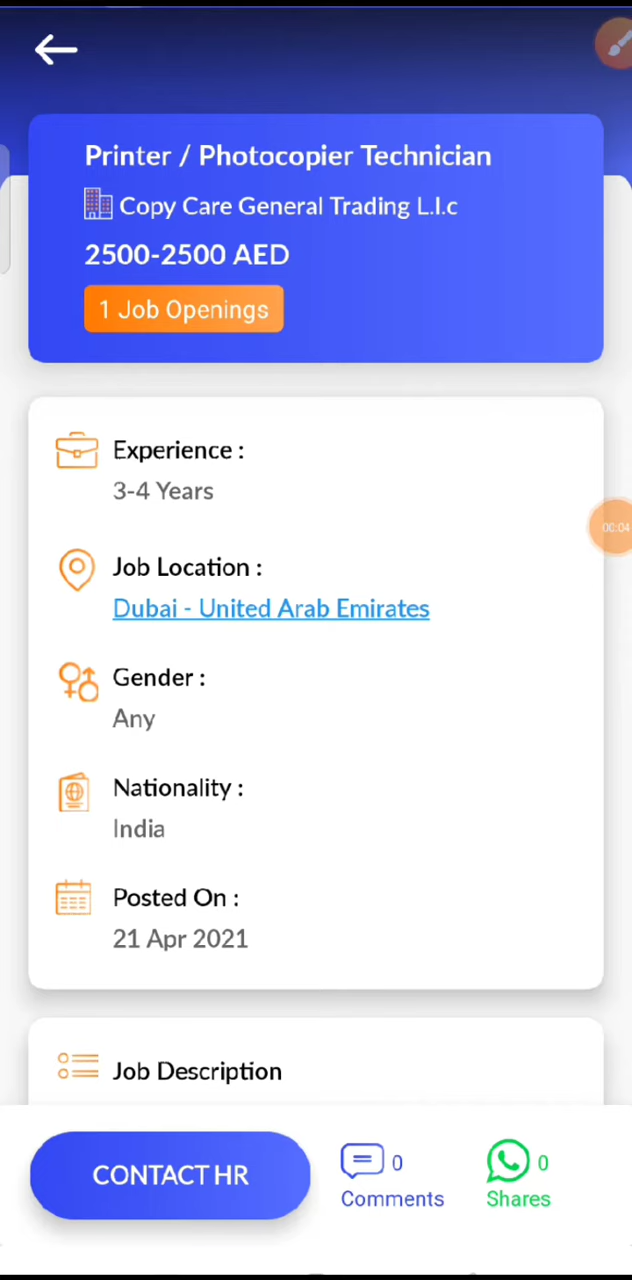 Printer / Photocopier Technician
Copy Care General Trading L.l.c
2500-2500 AED
1 Job Openings
Experience :
3-4 Years
00:04
Job Location :
Dubai - United Arab Emirates
Gender :
Any
Nationality :
India
Posted On :
21 Apr 2021
Job Description
CONTACT HR
0
Comments
0
Shares